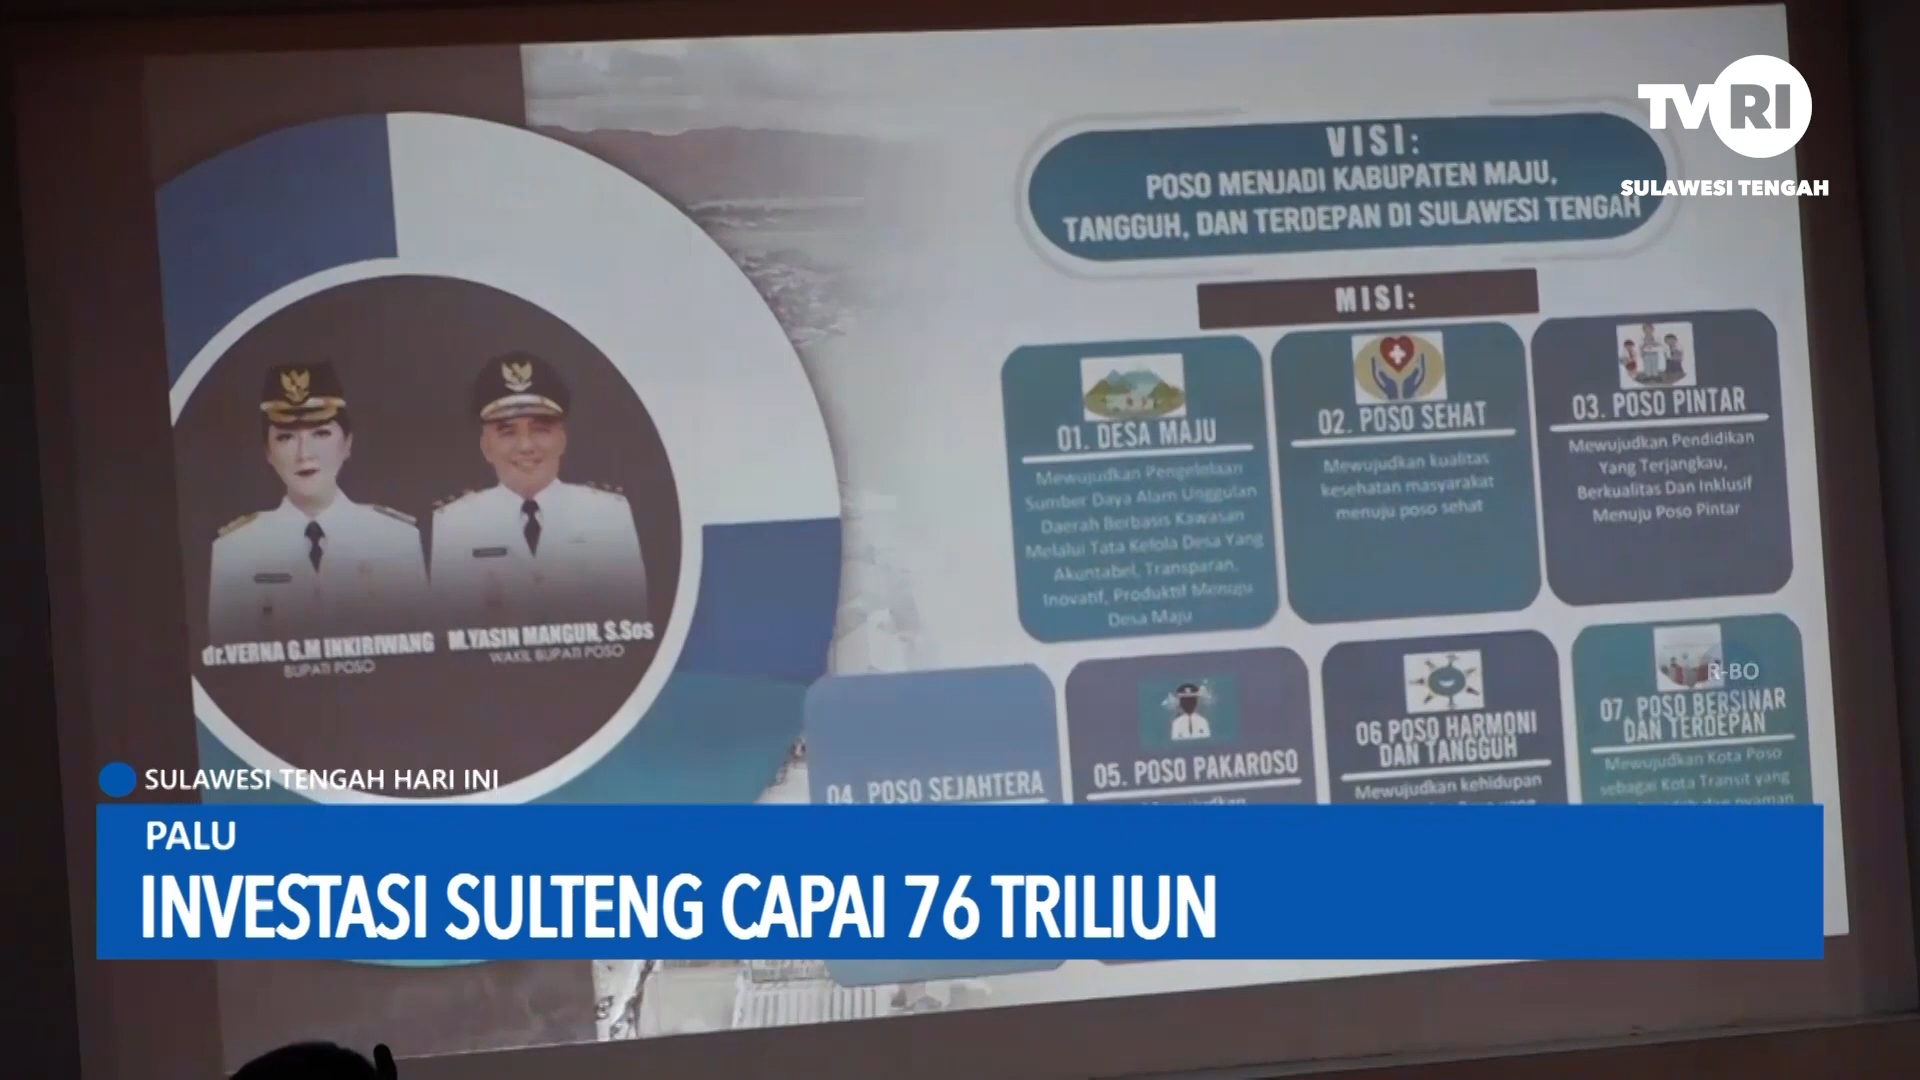 TVRI
SULAWESI TENGAH
VISI:
POSO MENJADI KABUPATEN MAJU,
TANGGUH, DAN TERDEPAN DI SULAWESI TENGAH
MISI:
01. DESA MAJU
Mewujudkan Pengelolaan
Sumber Daya Alam Unggulan
Daerah Berbasis Kawasan
Melalui Tata Kelola Desa Yang
Akuntabel, Transparan,
Inovatif, Produktif Menuju
Desa Maju
02. POSO SEHAT
Mewujudkan kualitas
kesehatan masyarakat
menuju poso sehat
03. POSO PINTAR
Mewujudkan Pendidikan
Yang Terjangkau,
Berkualitas Dan Inklusif
Menuju Poso Pintar
dr.VERNA G.M INKIRIWANG
BUPATI POSO
M.YASIN MANGUN, S.Sos
WAKIL BUPATI POSO
04. POSO SEJAHTERA
05. POSO PAKAROSO
06 POSO HARMONI
DAN TANGGUH
Mewujudkan kehidupan
R-BO
07. POSO BERSINAR
DAN TERDEPAN
Mewujudkan Kota Poso
sebagai Kota Transit yang
SULAWESI TENGAH HARI INI
PALU
INVESTASI SULTENG CAPAI 76 TRILIUN